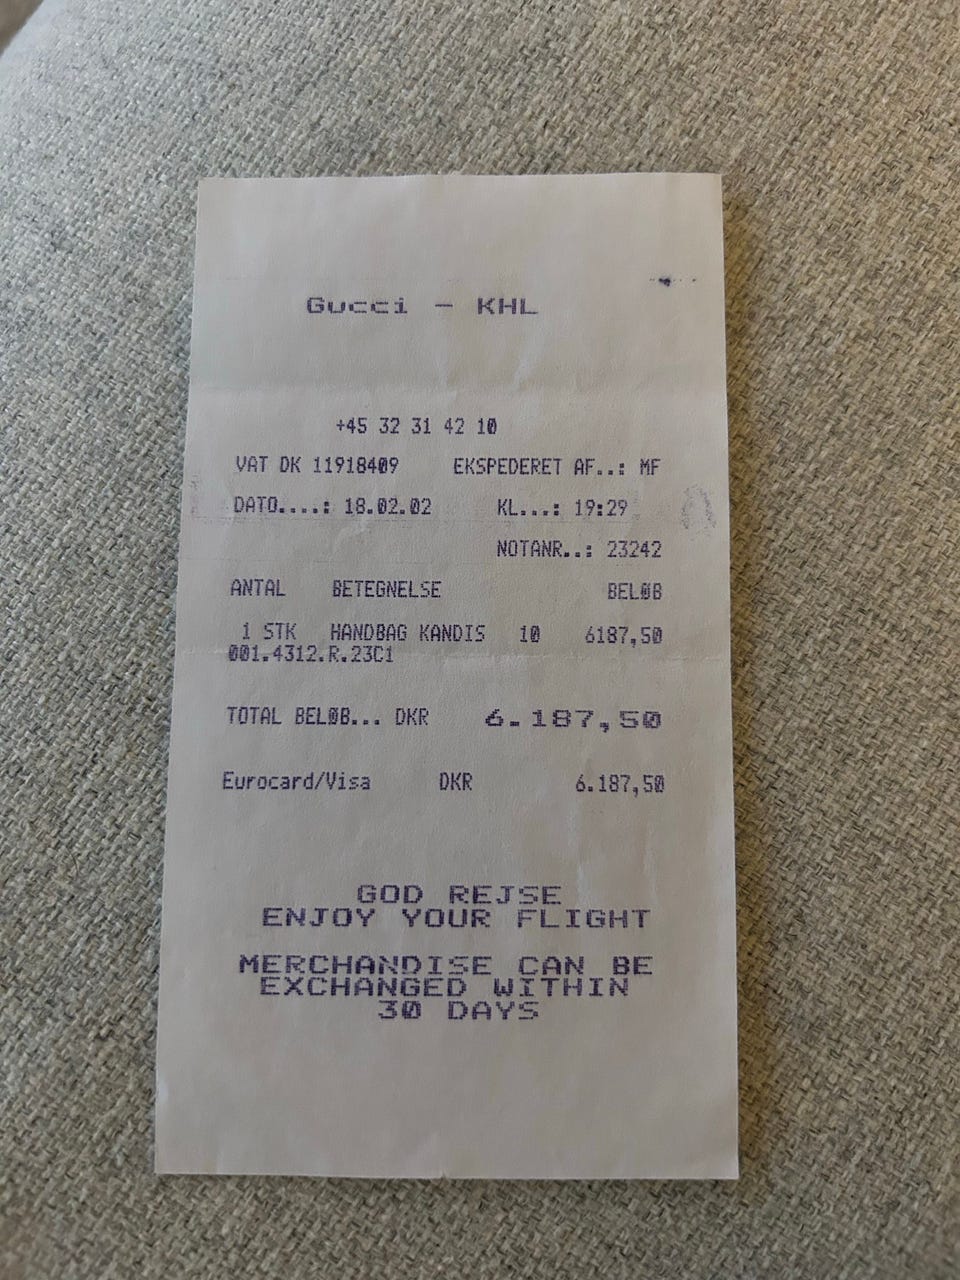 Gucci - KHL
+45 32 31 42 10
VAT DK 11918409 EKSPEDERET AF..: MF
DATO....: 18.02.02 KL...: 19:29
NOTANR..: 23242
ANTAL BETEGNELSE BELØB
1 STK HANDBAG KANDIS 10 6187,50
001.4312.R.23C1
TOTAL BELØB... DKR 6.187,50
Eurocard/Visa DKR 6.187,50
GOD REJSE
ENJOY YOUR FLIGHT
MERCHANDISE CAN BE
EXCHANGED WITHIN
30 DAYS